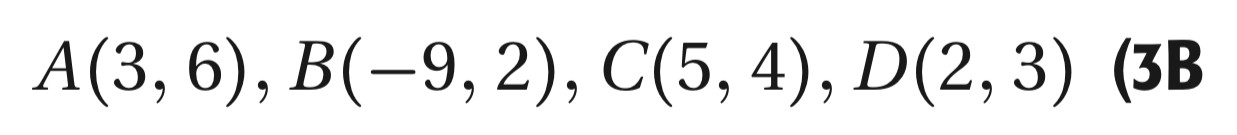 A(3, 6), B(−9, 2), C(5, 4), D(2, 3) (3B